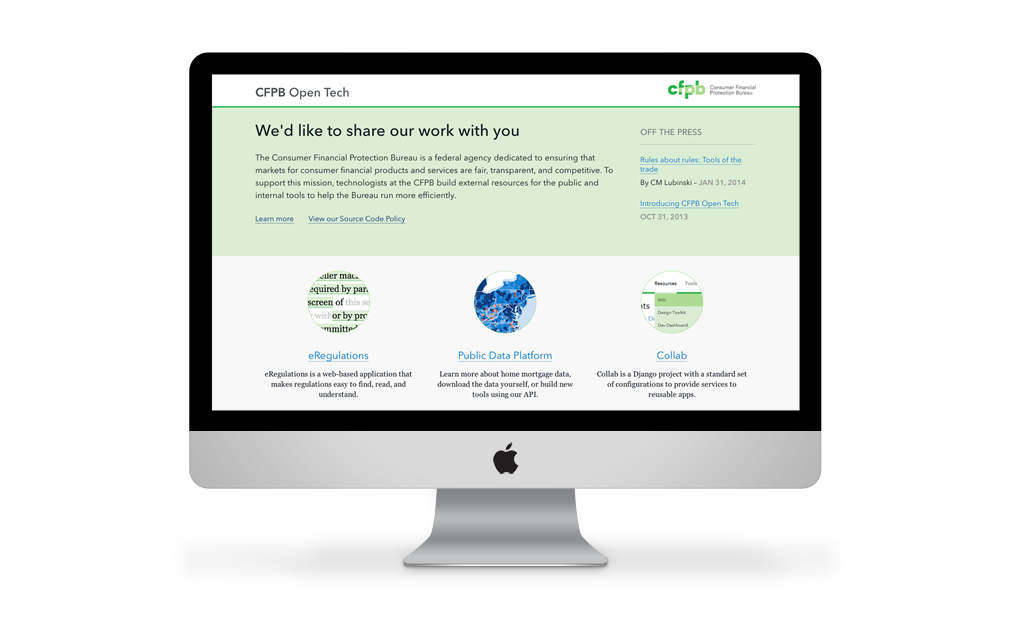 CFPB Open Tech
cfpb Consumer Financial
Protection Bureau
We'd like to share our work with you
The Consumer Financial Protection Bureau is a federal agency dedicated to ensuring that
markets for consumer financial products and services are fair, transparent, and competitive. To
support this mission, technologists at the CFPB build external resources for the public and
internal tools to help the Bureau run more efficiently.
Learn more View our Source Code Policy
OFF THE PRESS
Rules about rules: Tools of the
trade
By CM Lubinski – JAN 31, 2014
Introducing CFPB Open Tech
OCT 31, 2013
equired by par
screen of this se
with or by pro
Resources Tools
Wiki
Design Toolkit
Dev Dashboard
eRegulations
eRegulations is a web-based application that
makes regulations easy to find, read, and
understand.
Public Data Platform
Learn more about home mortgage data,
download the data yourself, or build new
tools using our API.
Collab
Collab is a Django project with a standard set
of configurations to provide services to
reusable apps.